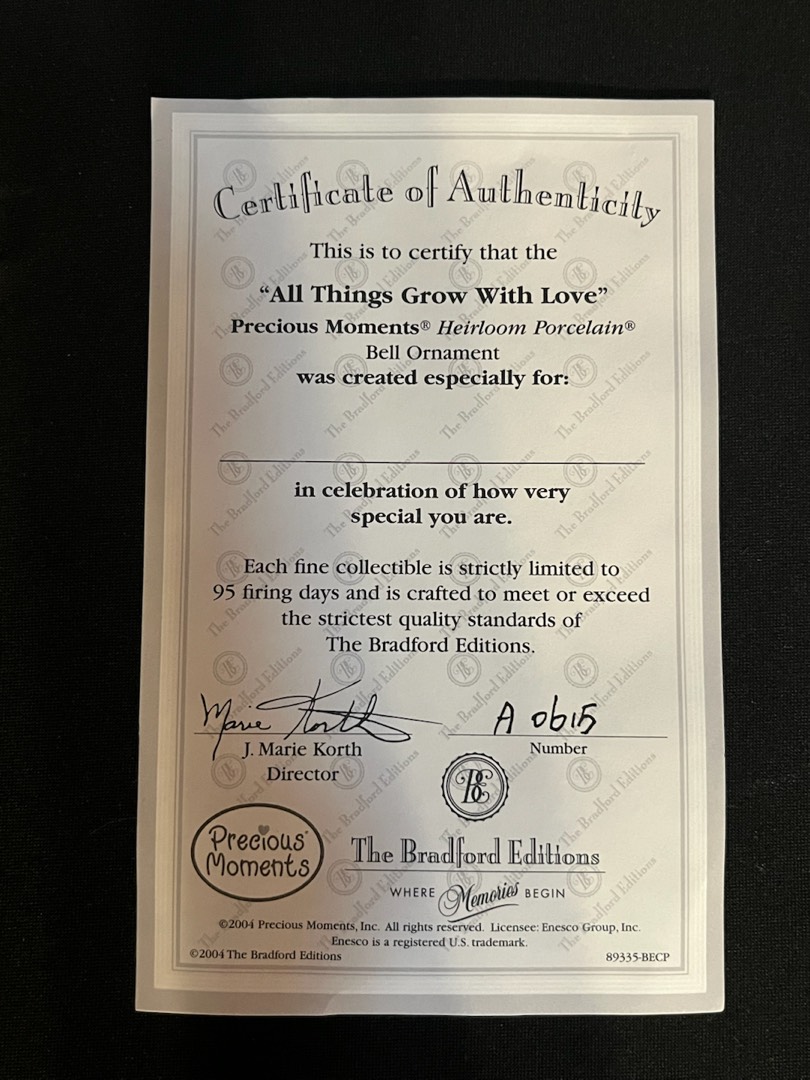 Certificate of Authenticity
This is to certify that the
“All Things Grow With Love”
Precious Moments® Heirloom Porcelain®
Bell Ornament
was created especially for:
in celebration of how very
special you are.
Each fine collectible is strictly limited to
95 firing days and is crafted to meet or exceed
the strictest quality standards of
The Bradford Editions.
Marie Korth
A 0615
J. Marie Korth
Number
Director
BE
Precious
Moments
The Bradford Editions
WHERE Memories BEGIN
©2004 Precious Moments, Inc. All rights reserved. Licensee: Enesco Group, Inc.
Enesco is a registered U.S. trademark.
©2004 The Bradford Editions
89335-BECP